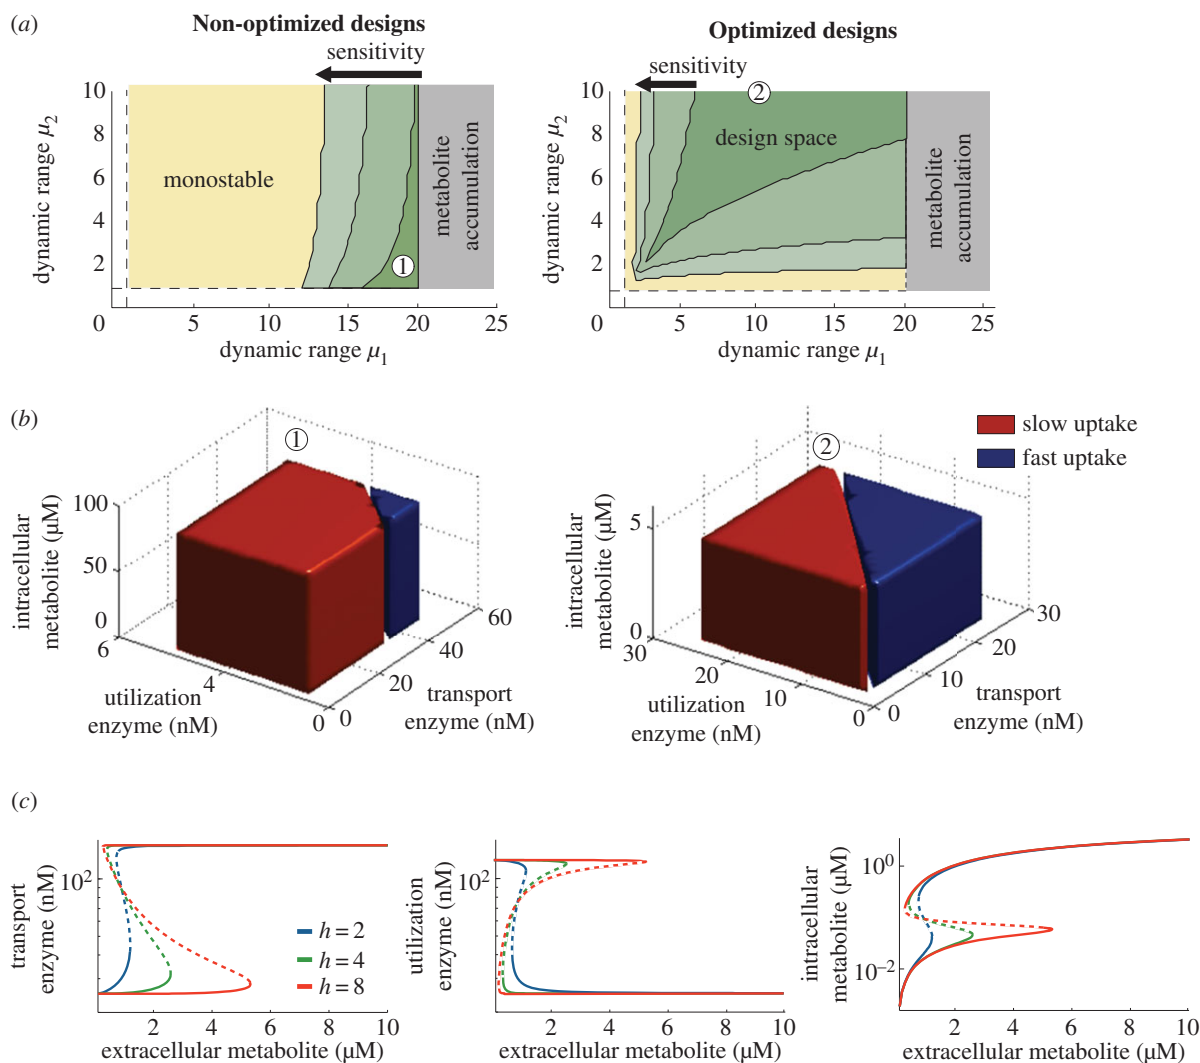 (a)
Non-optimized designs
sensitivity
10
8
6
4
2
0
dynamic range μ2
monostable
1
metabolite
accumulation
5
10
15
20
25
dynamic range μ1
Optimized designs
sensitivity
10
8
6
4
2
0
dynamic range μ2
2
design space
metabolite
accumulation
5
10
15
20
25
dynamic range μ1
(b)
1
100
50
0
intracellular
metabolite (μM)
6
4
0
utilization
enzyme (nM)
0
20
40
60
transport
enzyme (nM)
2
slow uptake
fast uptake
5
0
intracellular
metabolite (μM)
30
20
10
0
utilization
enzyme (nM)
0
10
20
30
transport
enzyme (nM)
(c)
transport
enzyme (nM)
10^2
h = 2
h = 4
h = 8
2
4
6
8
10
extracellular metabolite (μM)
utilization
enzyme (nM)
10^2
2
4
6
8
10
extracellular metabolite (μM)
intracellular
metabolite (μM)
10^0
10^−2
2
4
6
8
10
extracellular metabolite (μM)